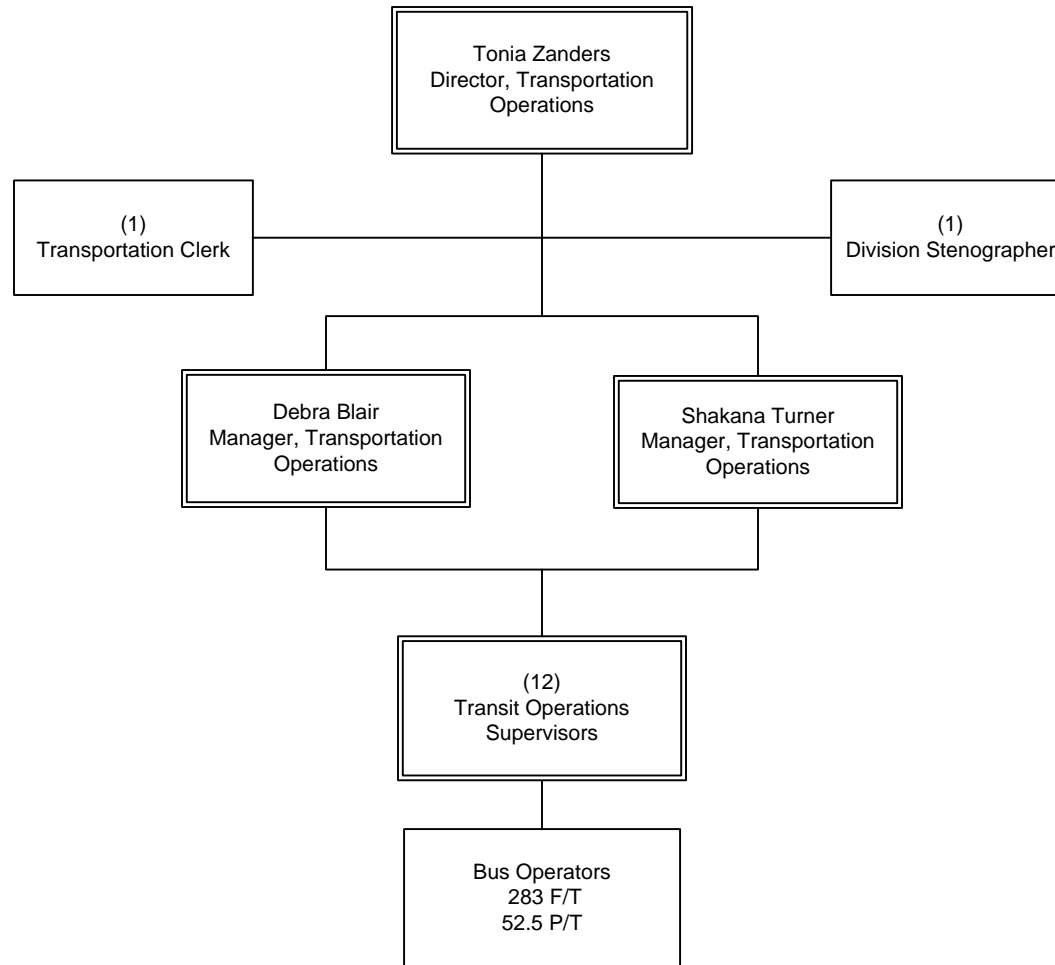 Tonia Zanders
Director, Transportation
Operations
(1)
Transportation Clerk
(1)
Division Stenographer
Debra Blair
Manager, Transportation
Operations
Shakana Turner
Manager, Transportation
Operations
(12)
Transit Operations
Supervisors
Bus Operators
283 F/T
52.5 P/T